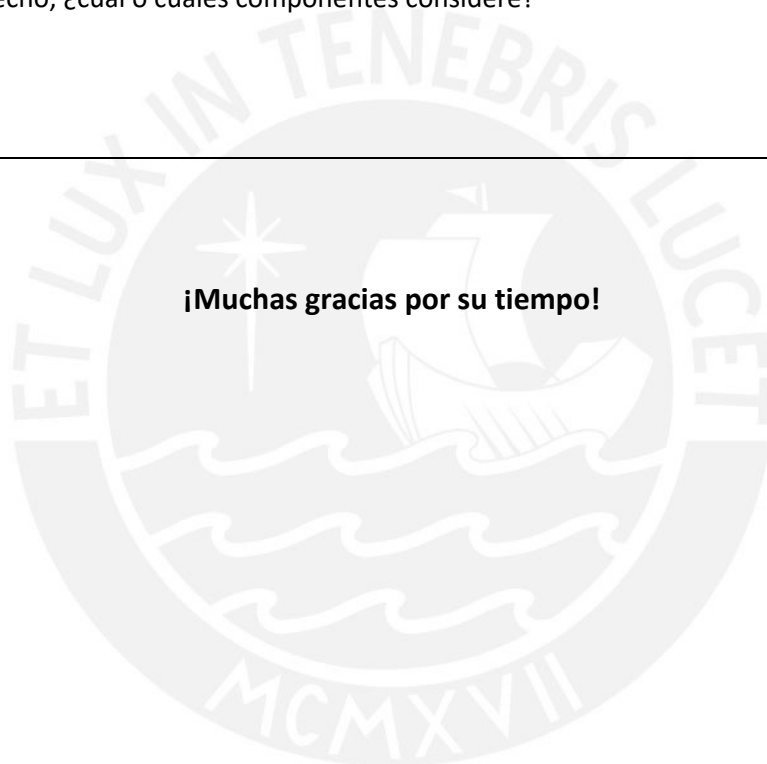 echo, ¿cuál o cuáles componentes considere?
¡Muchas gracias por su tiempo!
ET LUX IN TENEBRIS LUCET
MCMXVII